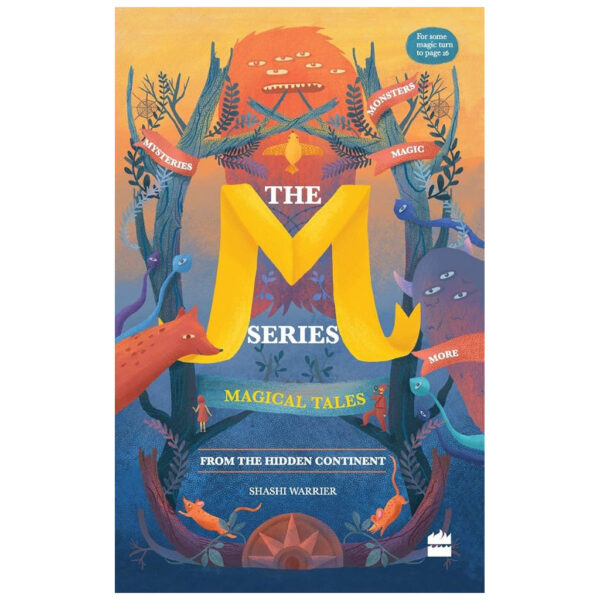 For some
magic turn
to page 16
MONSTERS
MYSTERIES
MAGIC
THE
M
SERIES
MORE
MAGICAL TALES
FROM THE HIDDEN CONTINENT
SHASHI WARRIER